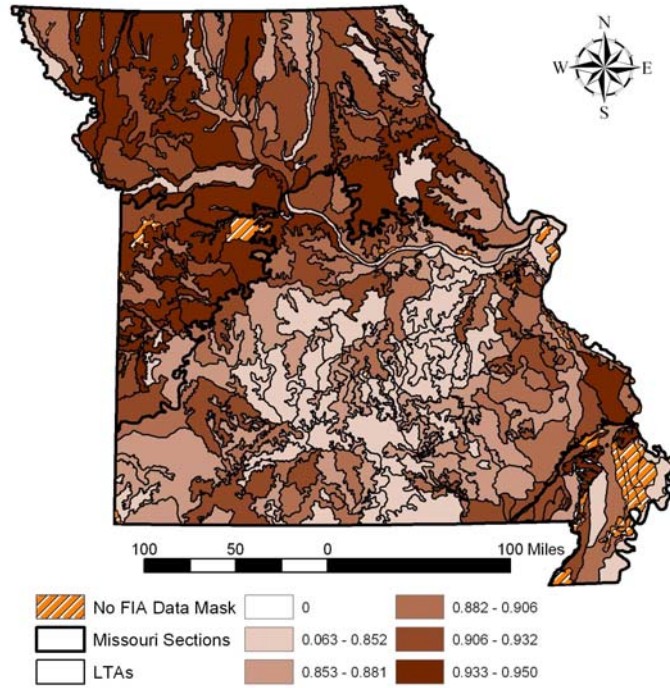 N
W E
S
100 50 0 100 Miles
No FIA Data Mask 0 0.882 - 0.906
Missouri Sections 0.063 - 0.852 0.906 - 0.932
LTAs 0.853 - 0.881 0.933 - 0.950